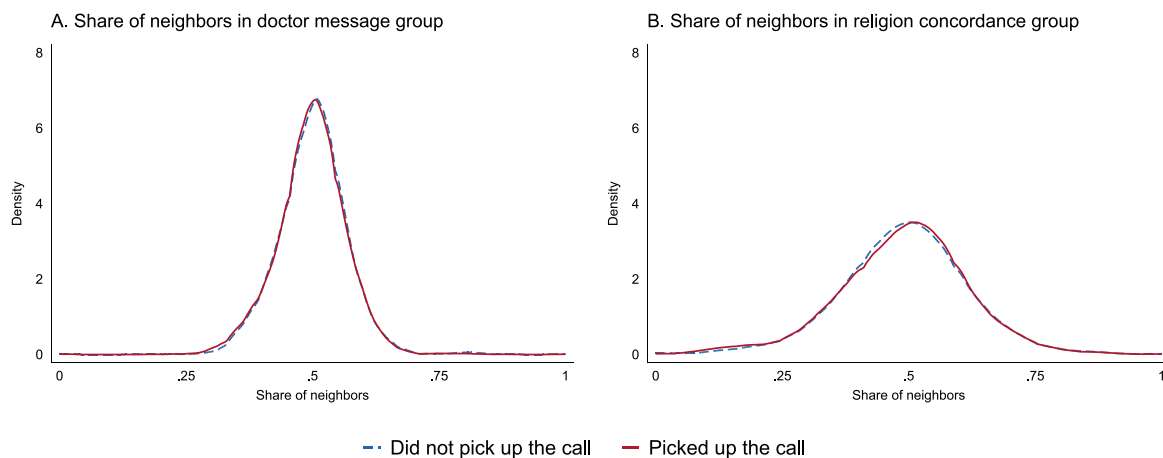 A. Share of neighbors in doctor message group
8
6
4
2
0
Density
0 .25 .5 .75 1
Share of neighbors
B. Share of neighbors in religion concordance group
8
6
4
2
0
Density
0 .25 .5 .75 1
Share of neighbors
Did not pick up the call Picked up the call